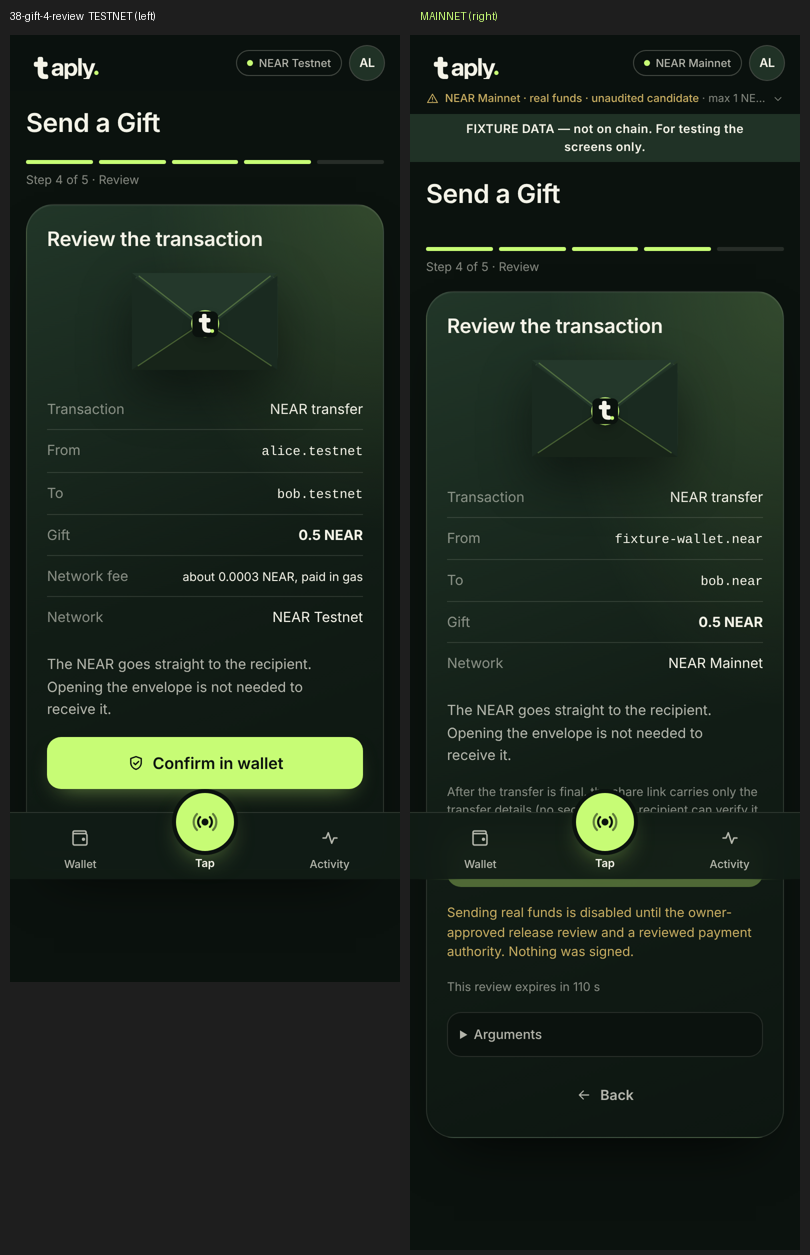 38-gift-4-review TESTNET (left)
taply.
NEAR Testnet
AL
Send a Gift
Step 4 of 5 · Review
Review the transaction
t.
Transaction NEAR transfer
From alice.testnet
To bob.testnet
Gift 0.5 NEAR
Network fee about 0.0003 NEAR, paid in gas
Network NEAR Testnet
The NEAR goes straight to the recipient.
Opening the envelope is not needed to
receive it.
Confirm in wallet
Wallet
Tap
Activity
MAINNET (right)
taply.
NEAR Mainnet
AL
NEAR Mainnet · real funds · unaudited candidate · max 1 NE...
FIXTURE DATA — not on chain. For testing the
screens only.
Send a Gift
Step 4 of 5 · Review
Review the transaction
t.
Transaction NEAR transfer
From fixture-wallet.near
To bob.near
Gift 0.5 NEAR
Network NEAR Mainnet
The NEAR goes straight to the recipient.
Opening the envelope is not needed to
receive it.
After the transfer is final, share link carries only the
transfer details (no recipient can verify it
Wallet
Tap
Activity
Sending real funds is disabled until the owner-
approved release review and a reviewed payment
authority. Nothing was signed.
This review expires in 110 s
Arguments
Back